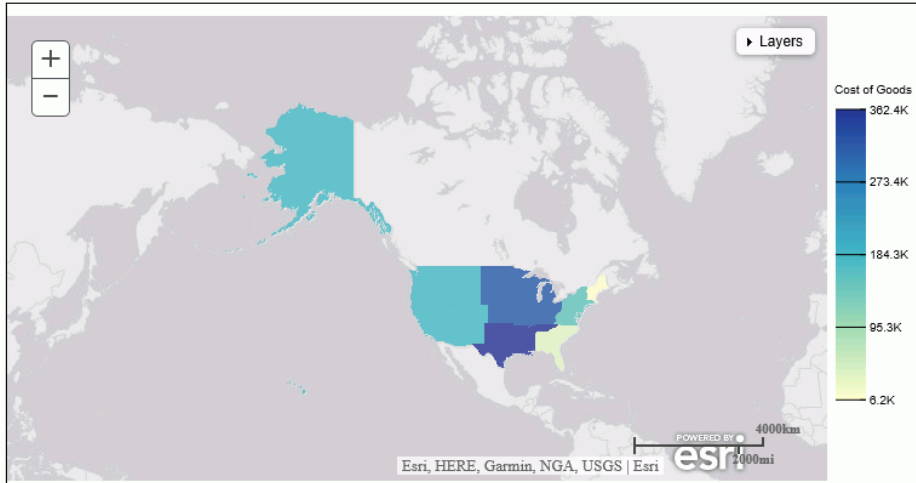 +
−
Layers
Cost of Goods
362.4K
273.4K
184.3K
95.3K
6.2K
4000km
2000mi
POWERED BY
esri
Esri, HERE, Garmin, NGA, USGS | Esri